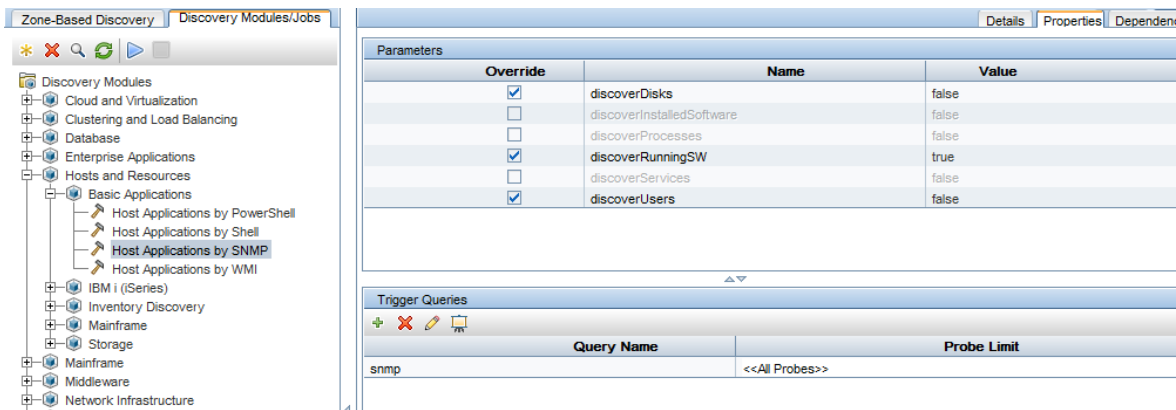 Zone-Based Discovery Discovery Modules/Jobs
Details Properties Dependenc
Discovery Modules
Cloud and Virtualization
Clustering and Load Balancing
Database
Enterprise Applications
Hosts and Resources
Basic Applications
Host Applications by PowerShell
Host Applications by Shell
Host Applications by SNMP
Host Applications by WMI
IBM i (iSeries)
Inventory Discovery
Mainframe
Storage
Mainframe
Middleware
Network Infrastructure
Parameters
Override Name Value
discoverDisks false
discoverInstalledSoftware false
discoverProcesses false
discoverRunningSW true
discoverServices false
discoverUsers false
Trigger Queries
Query Name Probe Limit
snmp <<All Probes>>